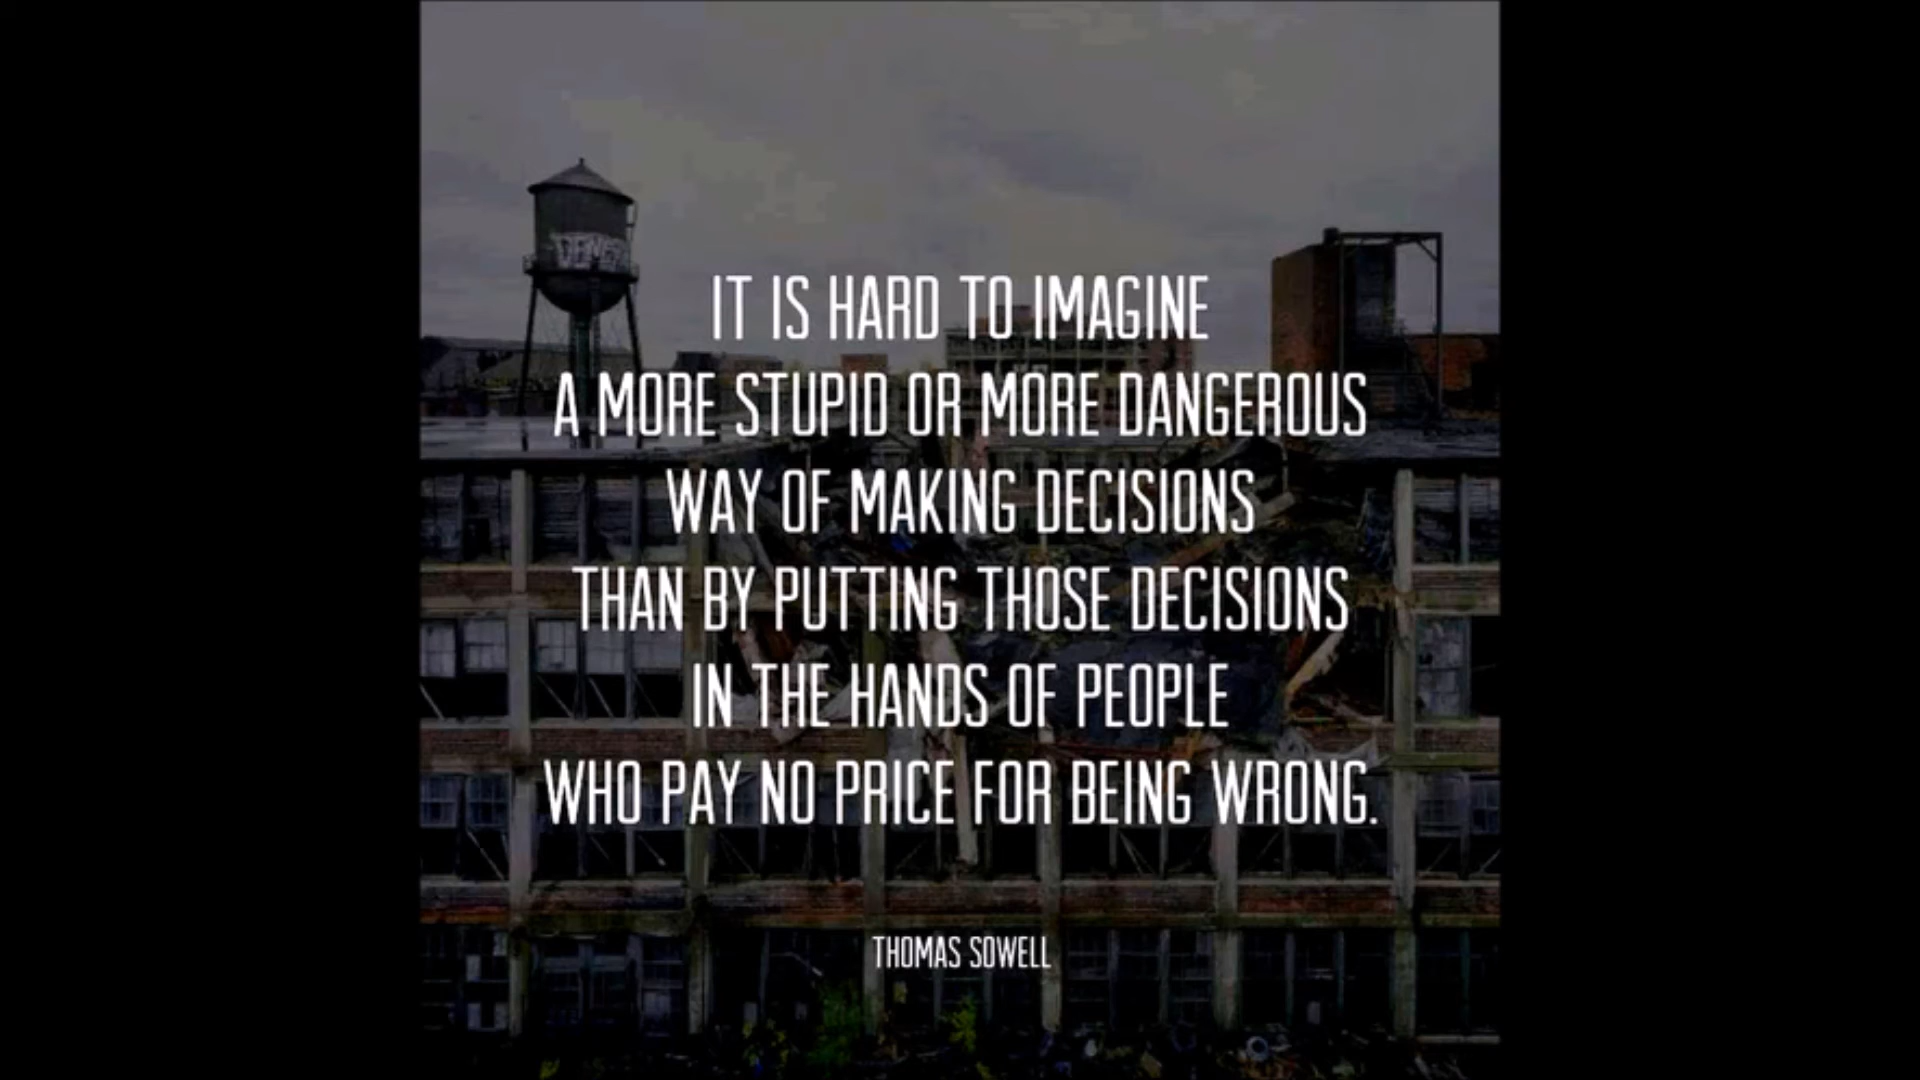 IT IS HARD TO IMAGINE
A MORE STUPID OR MORE DANGEROUS
WAY OF MAKING DECISIONS
THAN BY PUTTING THOSE DECISIONS
IN THE HANDS OF PEOPLE
WHO PAY NO PRICE FOR BEING WRONG.
THOMAS SOWELL